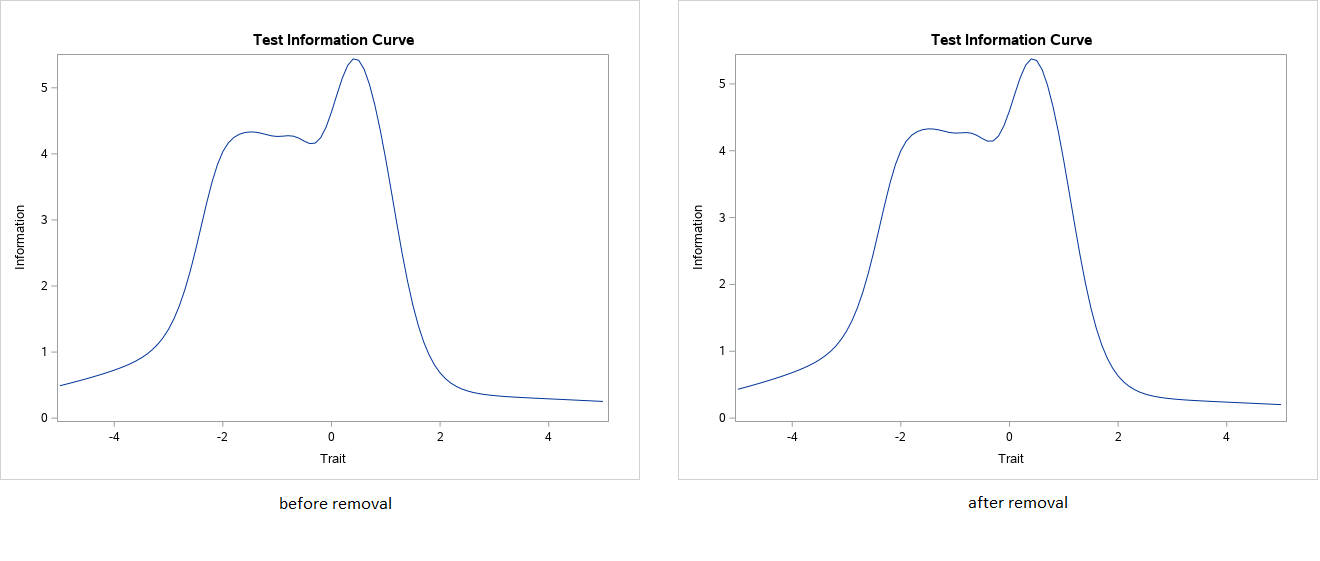 Test Information Curve
5
4
3
2
1
0
Information
-4 -2 0 2 4
Trait
before removal
Test Information Curve
5
4
3
2
1
0
Information
-4 -2 0 2 4
Trait
after removal